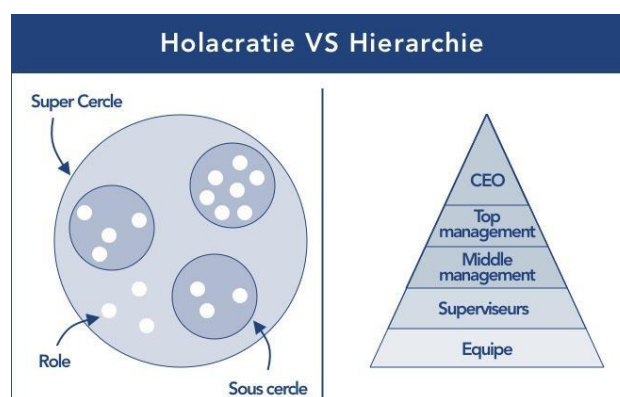 Holacratie VS Hierarchie
Super Cercle
Role
Sous cercle
CEO
Top
management
Middle
management
Superviseurs
Equipe